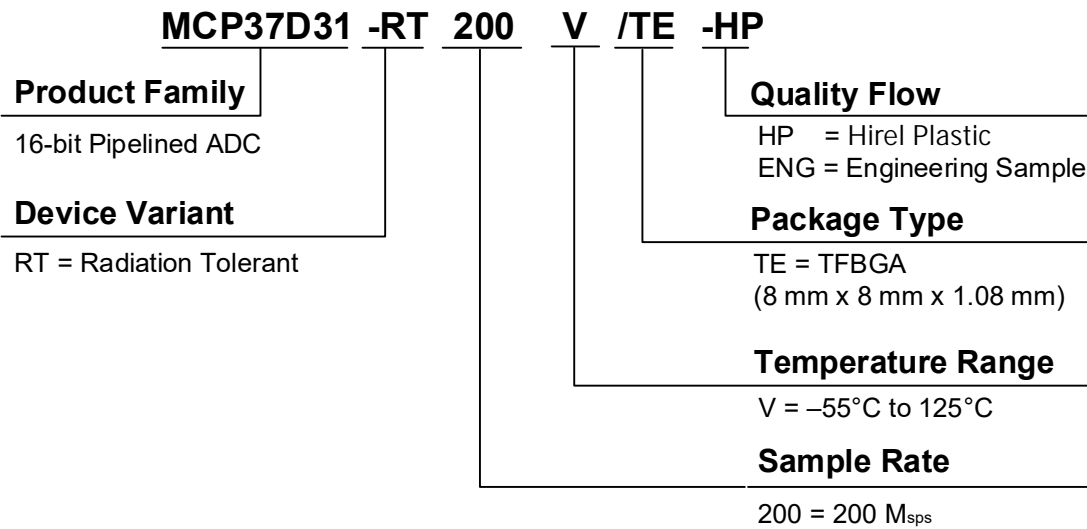 MCP37D31 -RT 200 V /TE -HP
Product Family
16-bit Pipelined ADC
Device Variant
RT = Radiation Tolerant
Quality Flow
HP = Hirel Plastic
ENG = Engineering Sample
Package Type
TE = TFBGA
(8 mm x 8 mm x 1.08 mm)
Temperature Range
V = –55°C to 125°C
Sample Rate
200 = 200 Msps